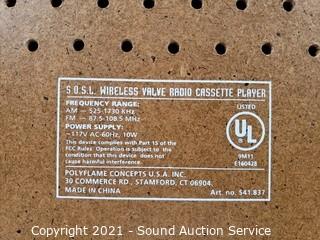 S.O.S.L. WIRELESS VALVE RADIO CASSETTE PLAYER
FREQUENCY RANGE:
AM — 525-1730 KHz
FM — 87.5-108.5 MHz
POWER SUPPLY:
~117V AC-60Hz, 10W
This device complies with Part 15 of the
FCC Rules. Operation is subject to the
condition that this device does not
cause harmful interference.
POLYFLAME CONCEPTS U.S.A. INC.
30 COMMERCE RD., STAMFORD, CT 06904.
MADE IN CHINA
LISTED
UL
9M11
E160428
Art. no. 541.837
Copyright 2021 - Sound Auction Service